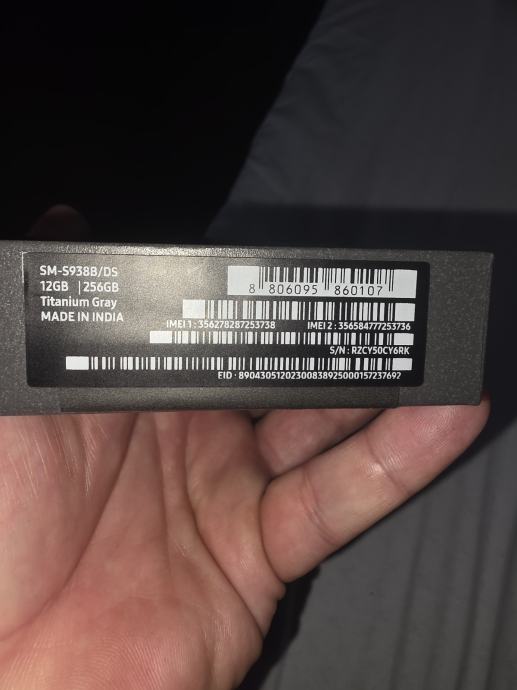 SM-S938B/DS
12GB | 256GB
Titanium Gray
MADE IN INDIA
8 806095 860107
IMEI 1 : 356278287253738 IMEI 2 : 356584777253736
S/N : RZCY50CY6RK
EID : 89043051202300838925000157237692